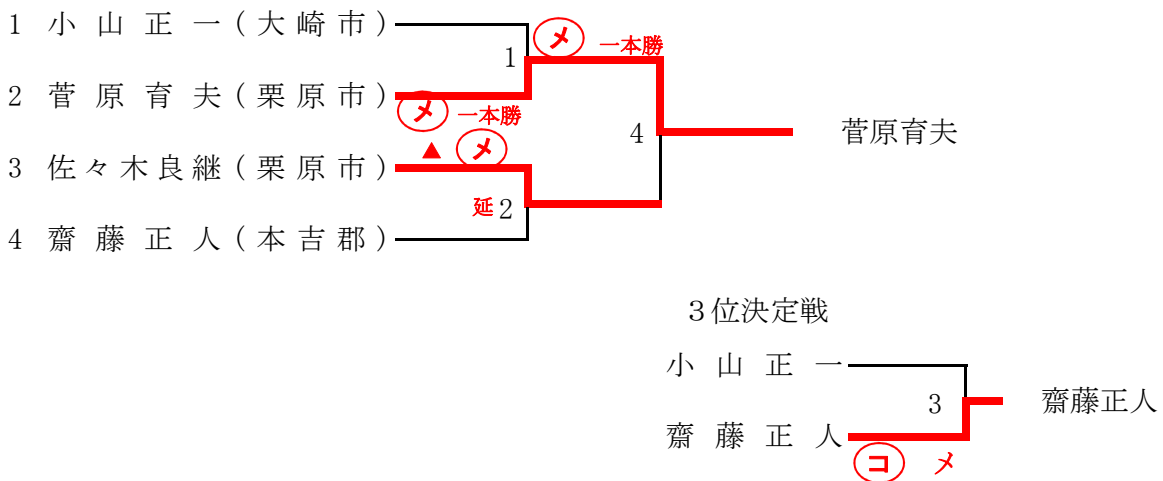 1 小山正一(大崎市)
㋱ 一本勝
1
2 菅原育夫(栗原市)
㋱ 一本勝
4 菅原育夫
▲ ㋱
3 佐々木良継(栗原市)
延 2
4 齋藤正人(本吉郡)
３位決定戦
小山正一
3 齋藤正人
齋藤正人
㋙ メ